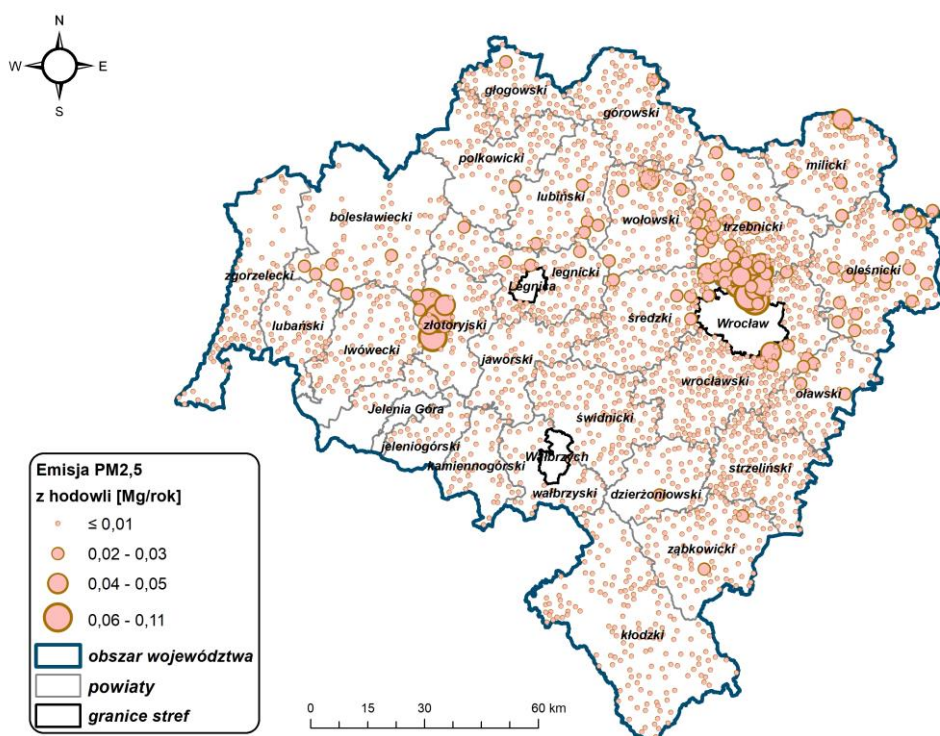 N
W
E
S
głogowski
górowski
milicki
polkowicki
lubiński
wołowski
trzebnicki
bolesławiecki
oleśnicki
zgorzelecki
legnicki
Legnica
lubański
złotoryjski
średzki
Wrocław
lwówecki
jaworski
wrocławski
oławski
Jelenia Góra
świdnicki
jeleniogórski
kamiennogórski
Wałbrzych
strzeliński
wałbrzyski
dzierżoniowski
ząbkowicki
kłodzki
Emisja PM2,5
z hodowli [Mg/rok]
≤ 0,01
0,02 - 0,03
0,04 - 0,05
0,06 - 0,11
obszar województwa
powiaty
granice stref
0 15 30 60 km